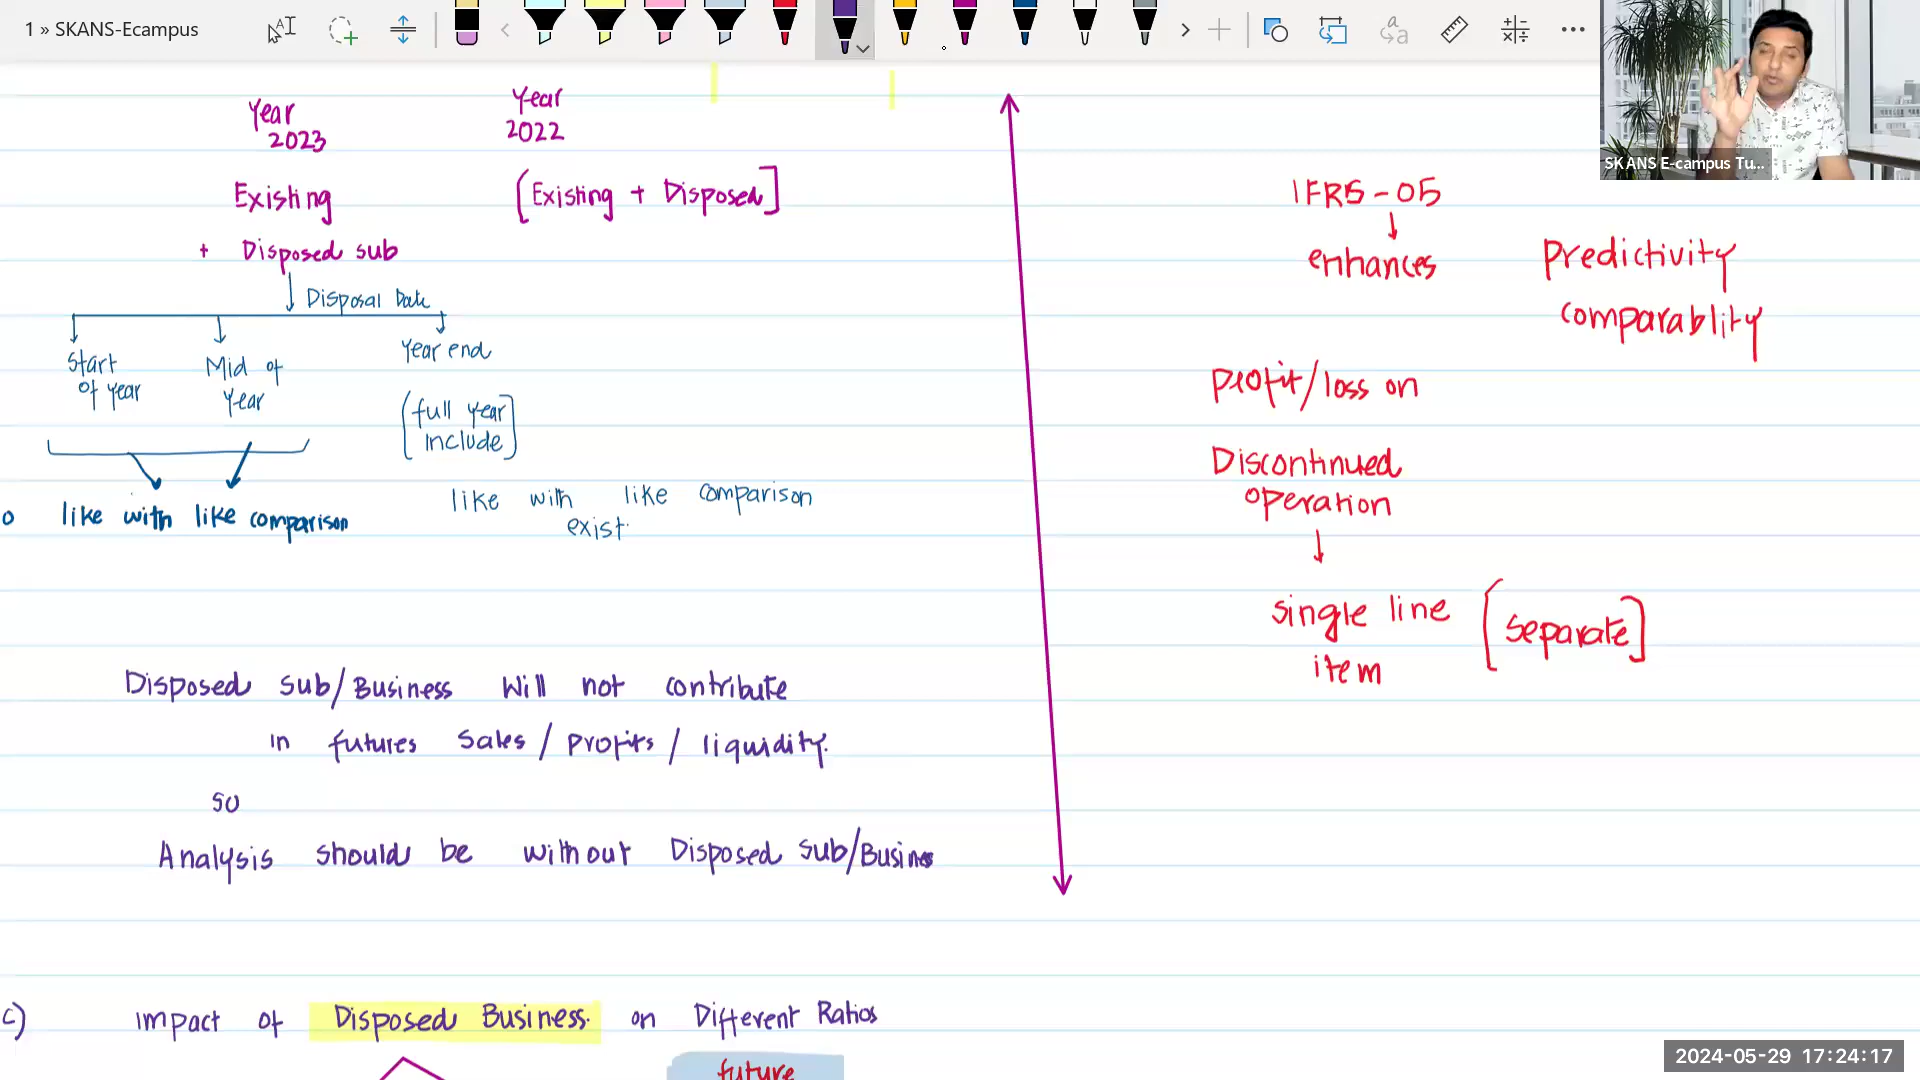 1 » SKANS-Ecampus
SKANS E-campus Tu...
Year
2023
Year
2022
Existing
[Existing + Disposed]
+ Disposed sub
Disposal Date
Start
of year
Mid of
year
Year end
(full year
include]
o like with like comparison
like with like comparison
exist
Disposed sub/Business will not contribute
in futures sales / profits / liquidity.
so
Analysis should be without Disposed sub/Busines
IFRS-05
enhances
Predictivity
comparablity
profit/loss on
Discontinued
operation
single line
item
[separate]
c) impact of Disposed Business. on Different Ratios
future
2024-05-29 17:24:17